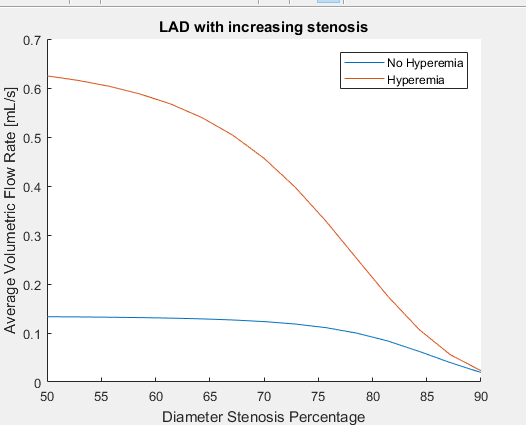 LAD with increasing stenosis
0.7
0.6
0.5
0.4
0.3
0.2
0.1
0
Average Volumetric Flow Rate [mL/s]
No Hyperemia
Hyperemia
50 55 60 65 70 75 80 85 90
Diameter Stenosis Percentage